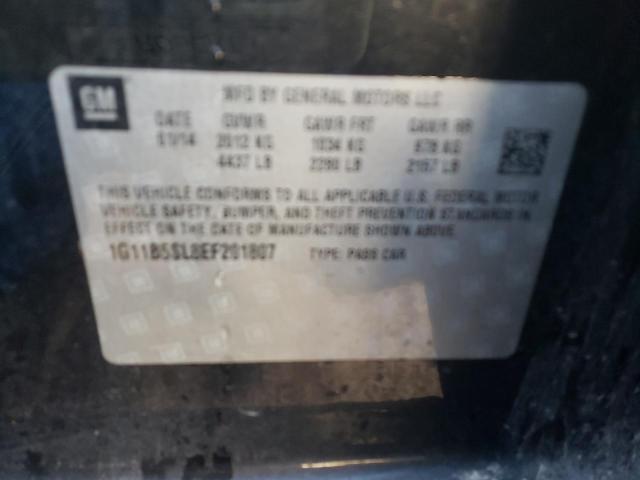 GM
MFD BY GENERAL MOTORS LLC
DATE GVWR GAWR FRT GAWR RR
01/14 2012 KG 1034 KG 978 KG
4437 LB 2280 LB 2157 LB
THIS VEHICLE CONFORMS TO ALL APPLICABLE U.S. FEDERAL MOTOR
VEHICLE SAFETY, BUMPER, AND THEFT PREVENTION STANDARDS IN
EFFECT ON THE DATE OF MANUFACTURE SHOWN ABOVE.
1G11B5SL8EF201807 TYPE: PASS CAR